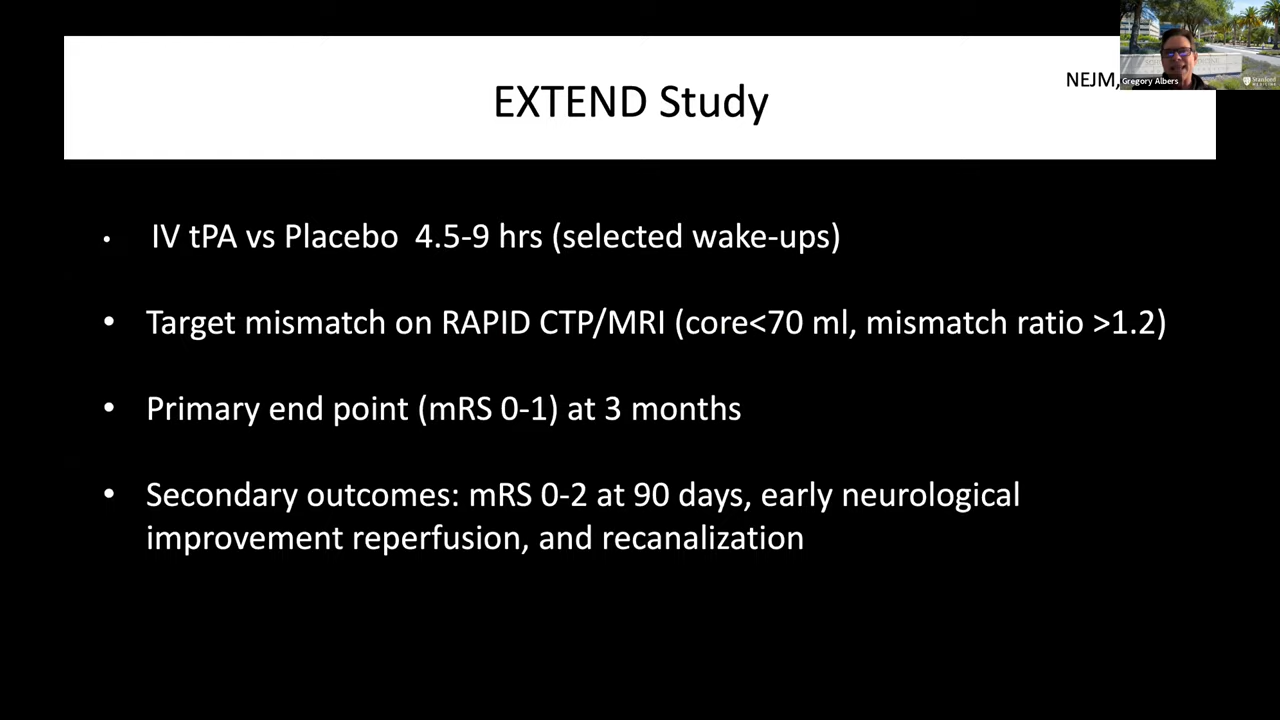 NEJM,
Gregory Albers
Stanford
MEDICINE
EXTEND Study
• IV tPA vs Placebo 4.5-9 hrs (selected wake-ups)
• Target mismatch on RAPID CTP/MRI (core<70 ml, mismatch ratio >1.2)
• Primary end point (mRS 0-1) at 3 months
• Secondary outcomes: mRS 0-2 at 90 days, early neurological
improvement reperfusion, and recanalization